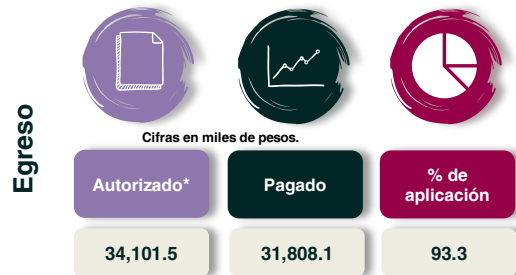 Egreso
Cifras en miles de pesos.
Autorizado*
Pagado
% de
aplicación
34,101.5
31,808.1
93.3